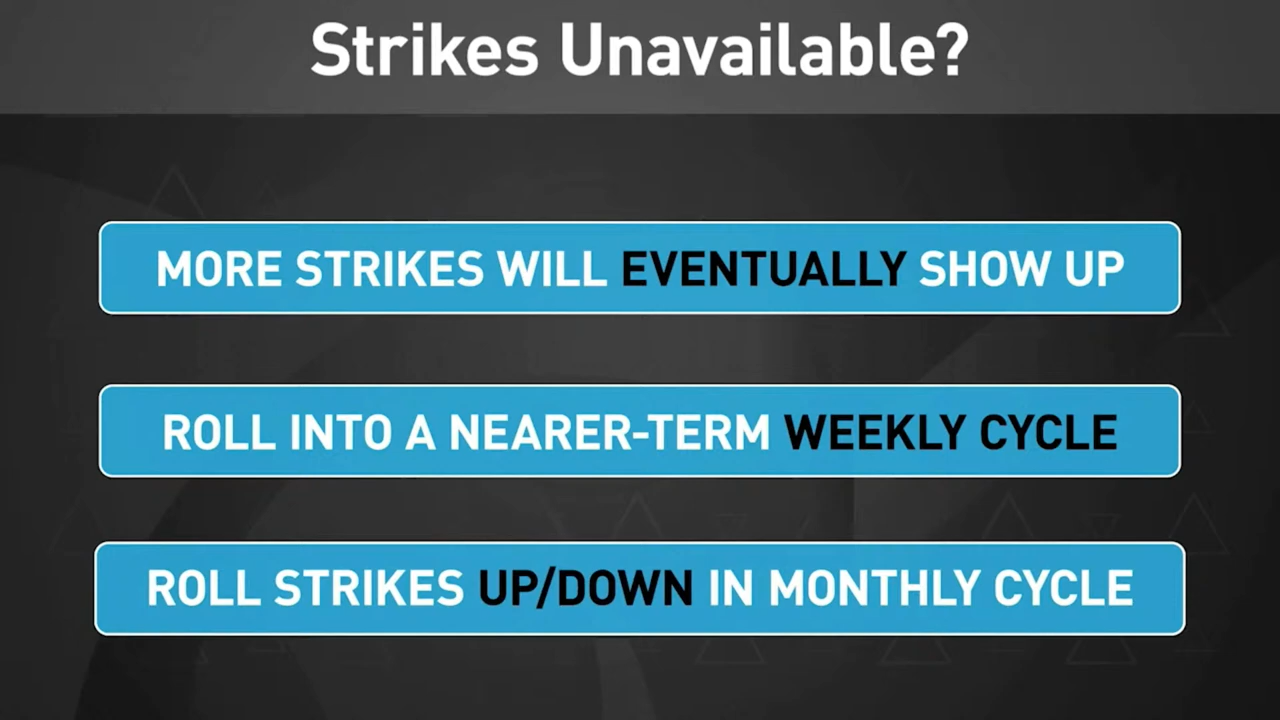 Strikes Unavailable?
MORE STRIKES WILL EVENTUALLY SHOW UP
ROLL INTO A NEARER-TERM WEEKLY CYCLE
ROLL STRIKES UP/DOWN IN MONTHLY CYCLE